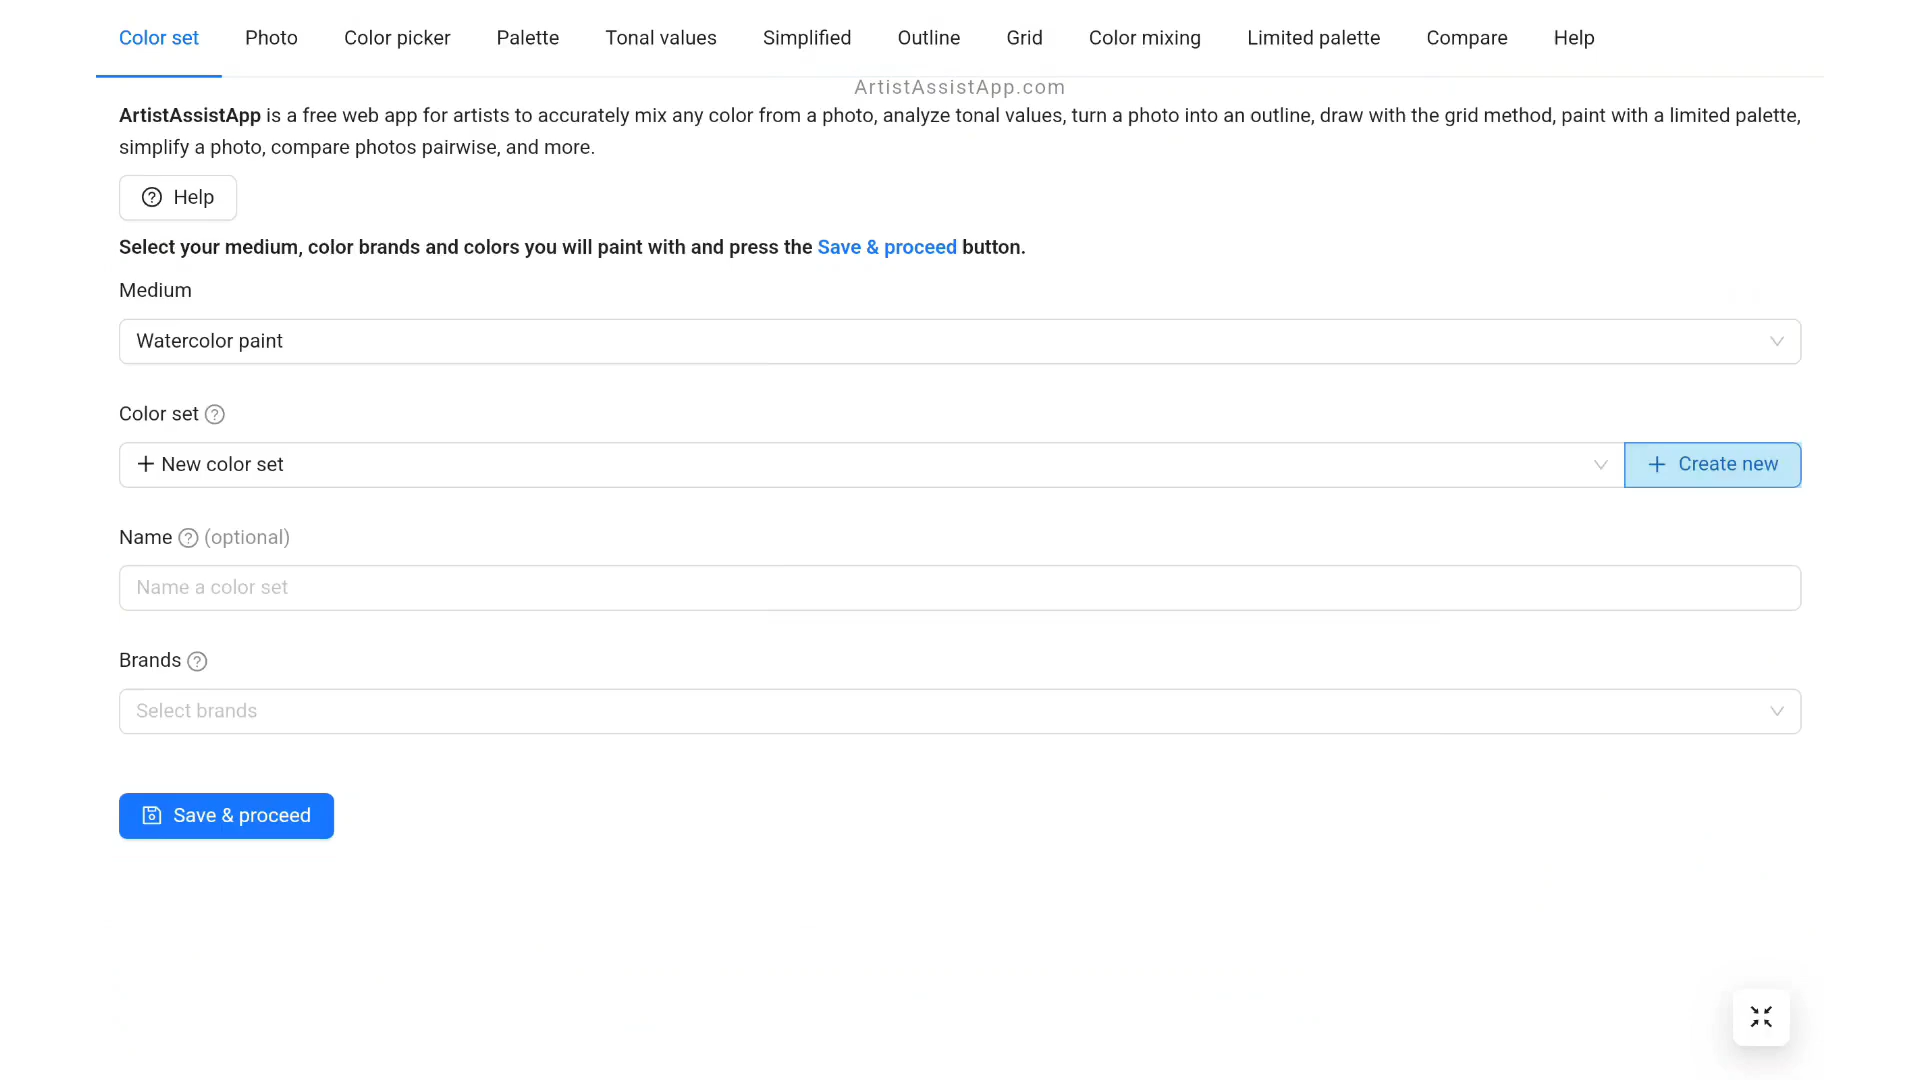 Color set Photo Color picker Palette Tonal values Simplified Outline Grid Color mixing Limited palette Compare Help
ArtistAssistApp.com
ArtistAssistApp is a free web app for artists to accurately mix any color from a photo, analyze tonal values, turn a photo into an outline, draw with the grid method, paint with a limited palette,
simplify a photo, compare photos pairwise, and more.
Help
Select your medium, color brands and colors you will paint with and press the Save & proceed button.
Medium
Watercolor paint
Color set
New color set
Create new
Name (optional)
Name a color set
Brands
Select brands
Save & proceed